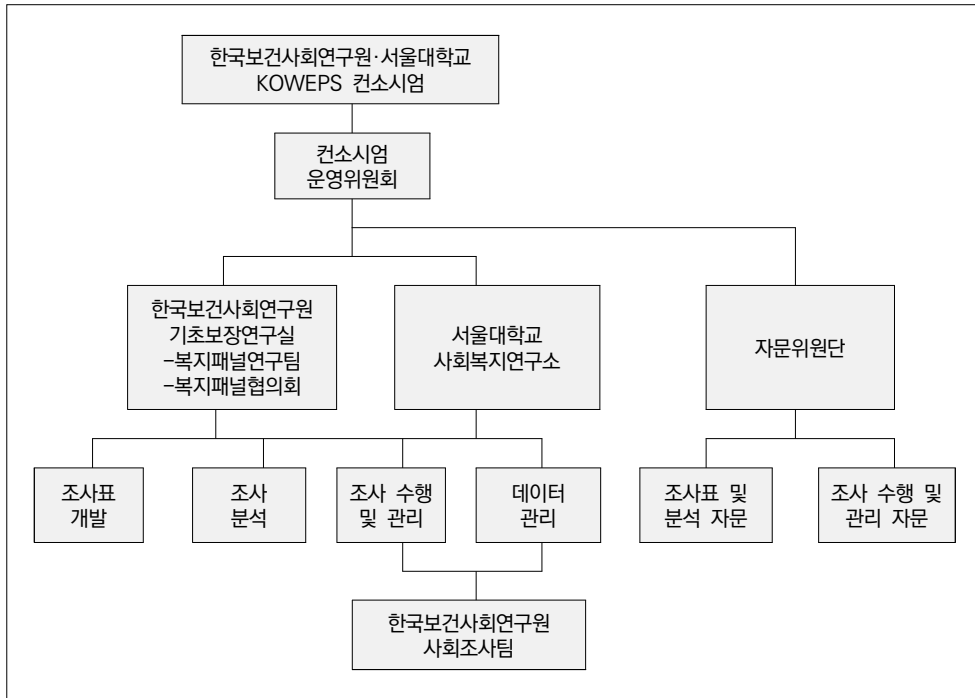 한국보건사회연구원·서울대학교
KOWEPS 컨소시엄
컨소시엄
운영위원회
한국보건사회연구원
기초보장연구실
-복지패널연구팀
-복지패널협의회
서울대학교
사회복지연구소
자문위원단
조사표
개발
조사
분석
조사 수행
및 관리
데이터
관리
조사표 및
분석 자문
조사 수행 및
관리 자문
한국보건사회연구원
사회조사팀